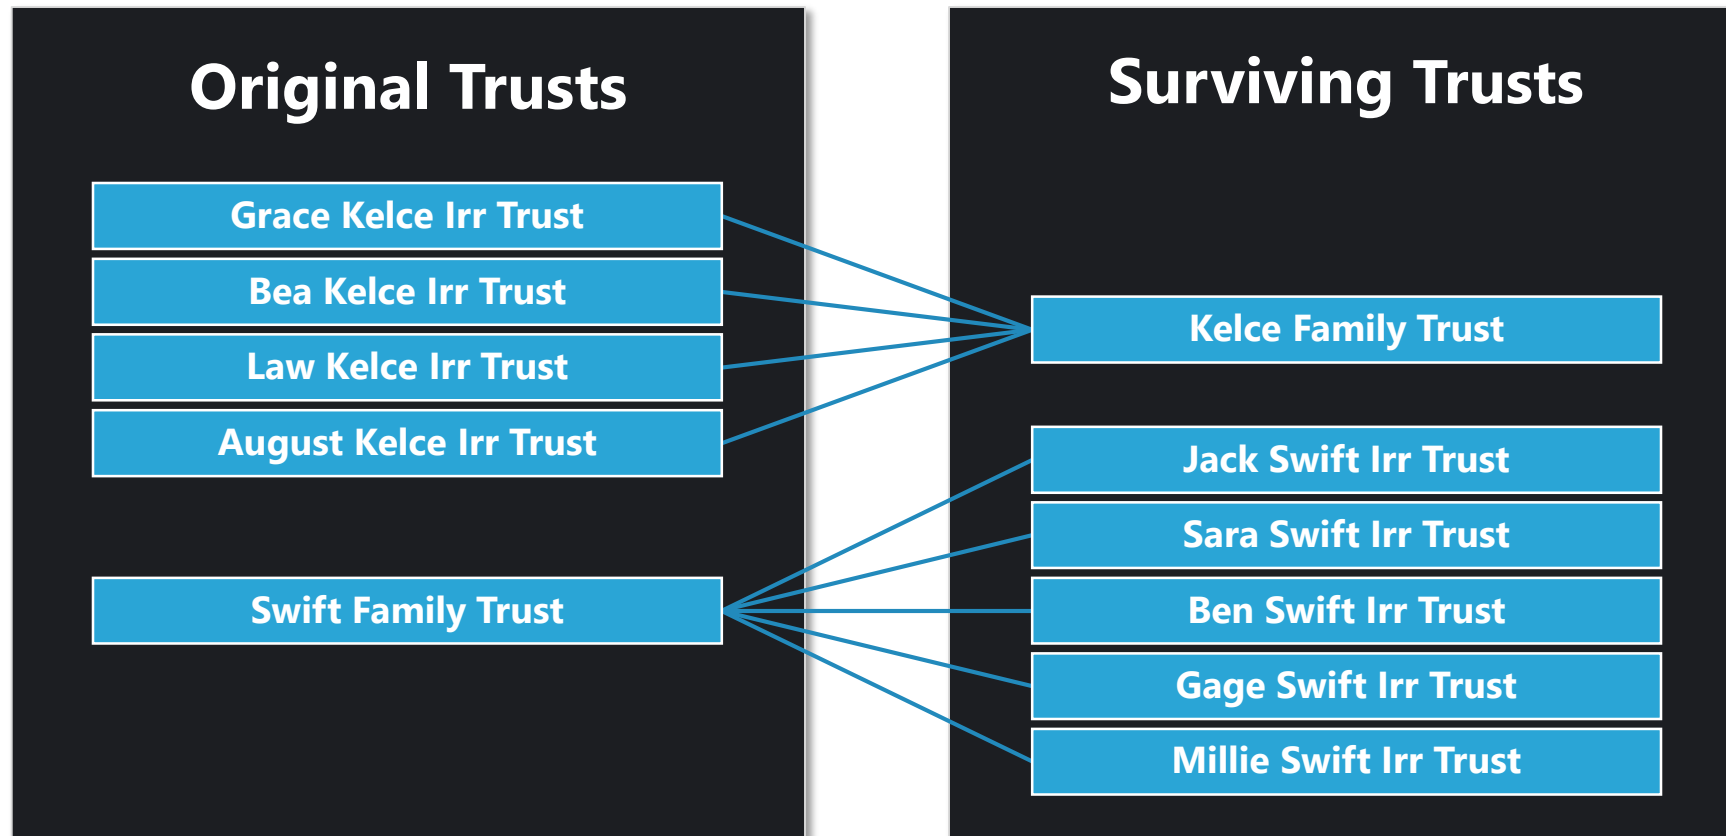 Original Trusts
Grace Kelce Irr Trust
Bea Kelce Irr Trust
Law Kelce Irr Trust
August Kelce Irr Trust
Swift Family Trust
Surviving Trusts
Kelce Family Trust
Jack Swift Irr Trust
Sara Swift Irr Trust
Ben Swift Irr Trust
Gage Swift Irr Trust
Millie Swift Irr Trust